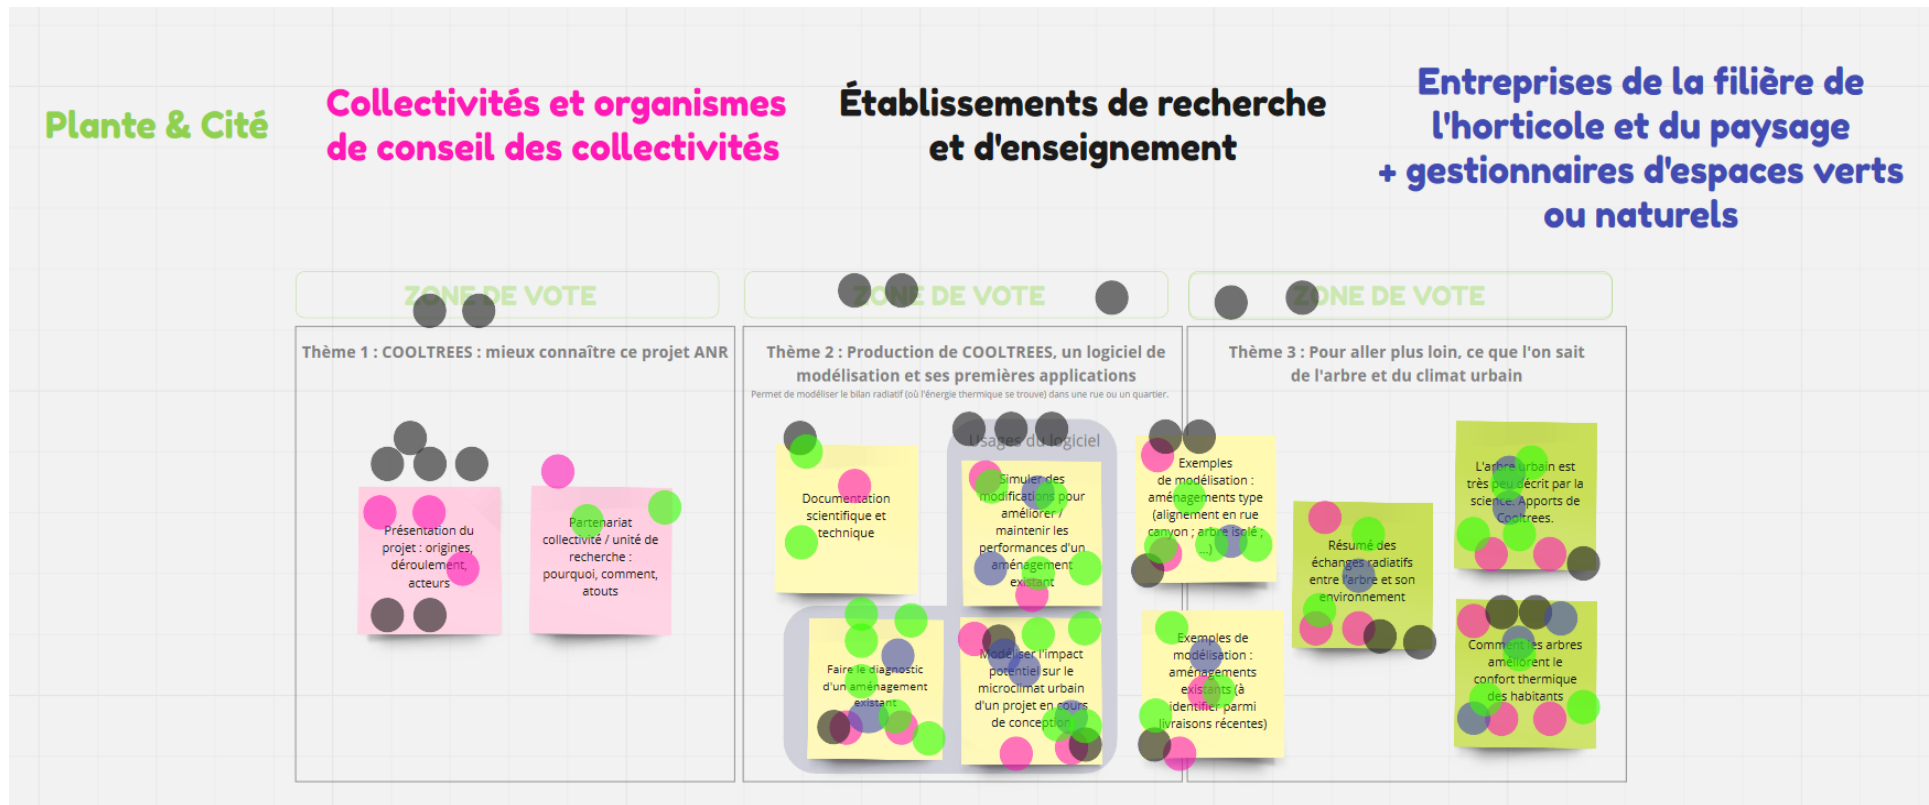 Plante & Cité
Collectivités et organismes
de conseil des collectivités
Établissements de recherche
et d'enseignement
Entreprises de la filière de
l'horticole et du paysage
+ gestionnaires d'espaces verts
ou naturels
ZONE DE VOTE
ZONE DE VOTE
ZONE DE VOTE
Thème 1 : COOLTREES : mieux connaître ce projet ANR
Présentation du
projet : origines,
déroulement,
acteurs
Partenariat
collectivité / unité de
recherche :
pourquoi, comment,
atouts
Thème 2 : Production de COOLTREES, un logiciel de
modélisation et ses premières applications
Permet de modéliser le bilan radiatif (où l'énergie thermique se trouve) dans une rue ou un quartier.
Documentation
scientifique et
technique
Usages du logiciel
Simuler des
modifications pour
améliorer /
maintenir les
performances d'un
aménagement
existant
Faire le diagnostic
d'un aménagement
existant
Modéliser l'impact
potentiel sur le
microclimat urbain
d'un projet en cours
de conception
Exemples
de modélisation :
aménagements type
(alignement en rue
canyon ; arbre isolé ;
...)
Exemples de
modélisation :
aménagements
existants (à
identifier parmi
livraisons récentes)
Thème 3 : Pour aller plus loin, ce que l'on sait
de l'arbre et du climat urbain
Résumé des
échanges radiatifs
entre l'arbre et son
environnement
L'arbre urbain est
très peu décrit par la
science. Apports de
Cooltrees.
Comment les arbres
améliorent le
confort thermique
des habitants